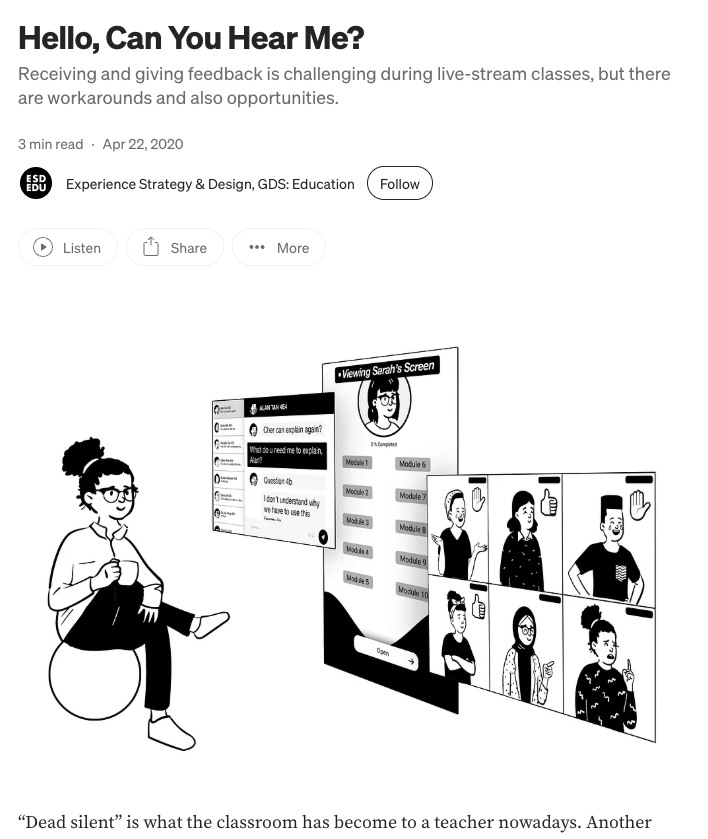 Hello, Can You Hear Me?
Receiving and giving feedback is challenging during live-stream classes, but there
are workarounds and also opportunities.
3 min read · Apr 22, 2020
ESD
EDU
Experience Strategy & Design, GDS: Education
Follow
Listen
Share
More
ALAN TAN 4E4
Cher can explain again?
What do u need me to explain,
Alan?
Question 4b
I don't understand why
we have to use this
• Viewing Sarah's Screen
0% Completed
Module 1
Module 6
Module 2
Module 7
Module 3
Module 8
Module 4
Module 9
Module 5
Module 10
Open
“Dead silent” is what the classroom has become to a teacher nowadays. Another